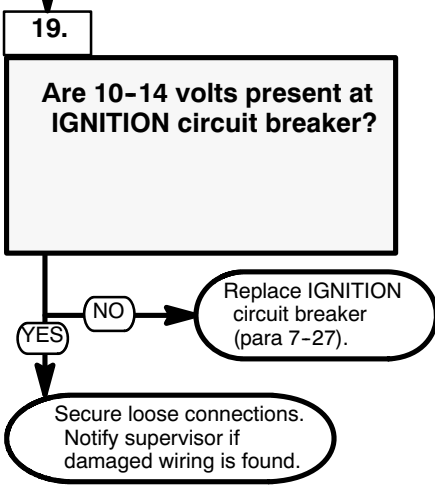 19.
Are 10-14 volts present at
IGNITION circuit breaker?
NO
Replace IGNITION
circuit breaker
(para 7-27).
YES
Secure loose connections.
Notify supervisor if
damaged wiring is found.